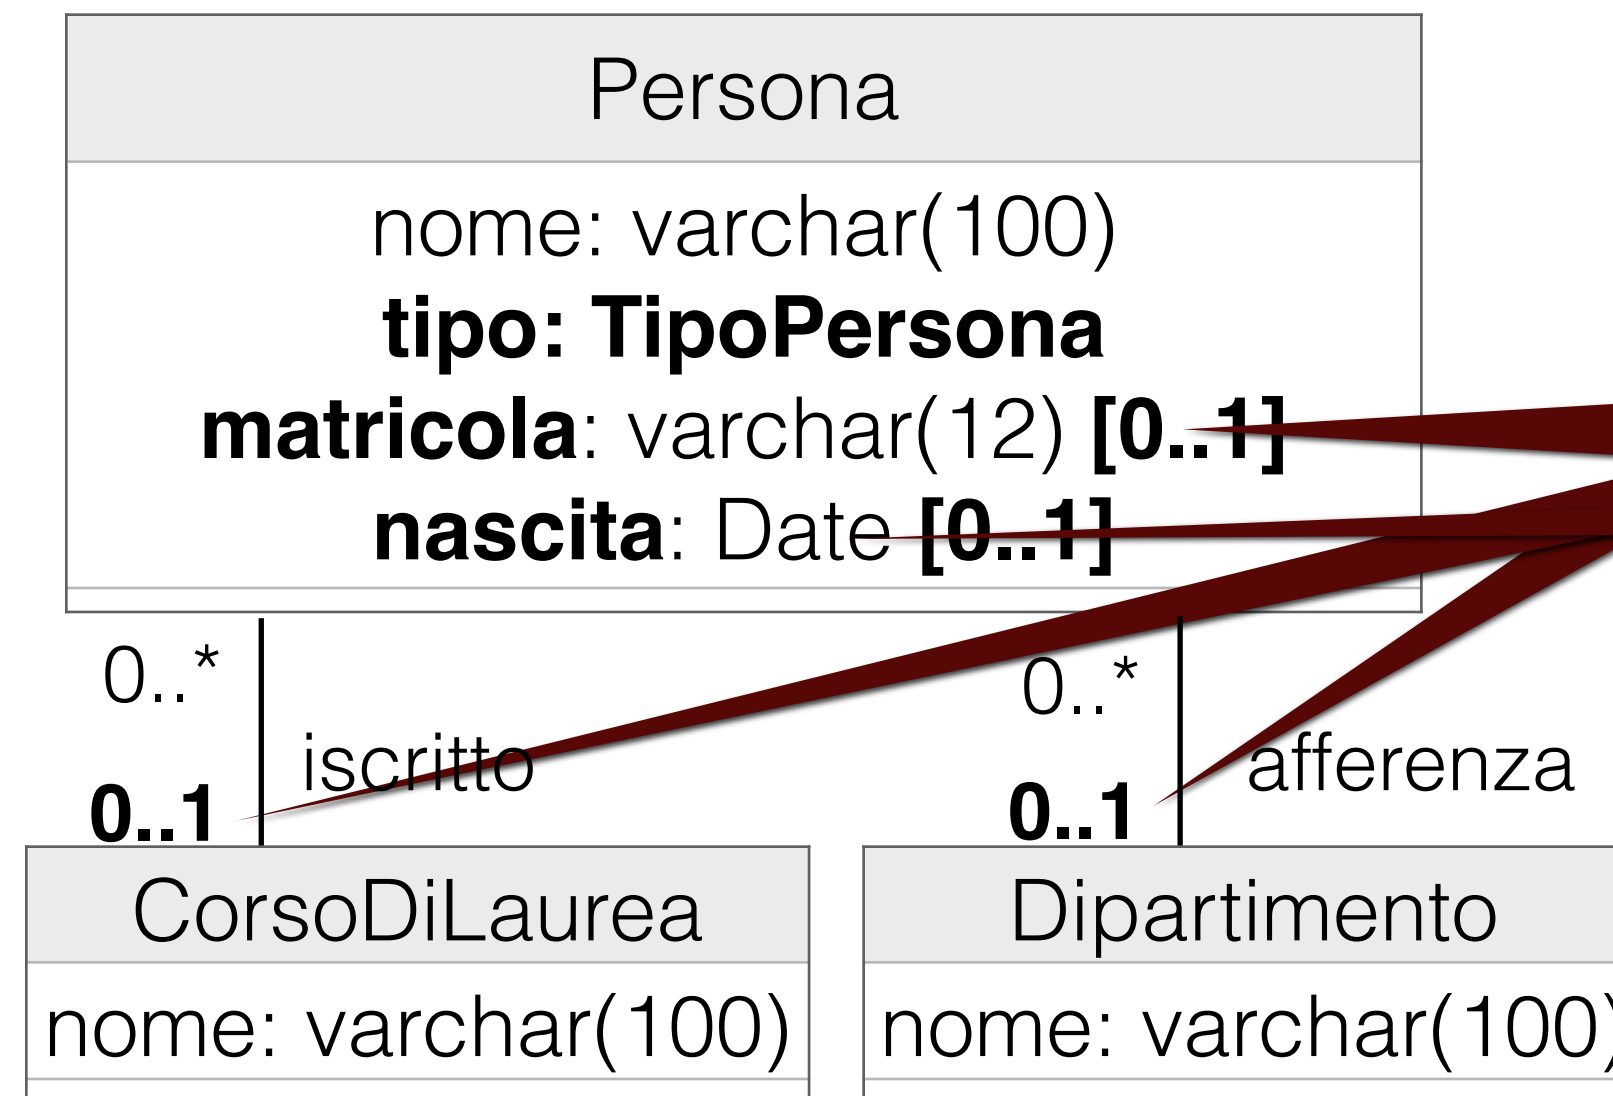 Persona
nome: varchar(100)
tipo: TipoPersona
matricola: varchar(12) [0..1]
nascita: Date [0..1]
0..*
0..*
iscritto
afferenza
0..1
0..1
CorsoDiLaurea
Dipartimento
nome: varchar(100)
nome: varchar(100)